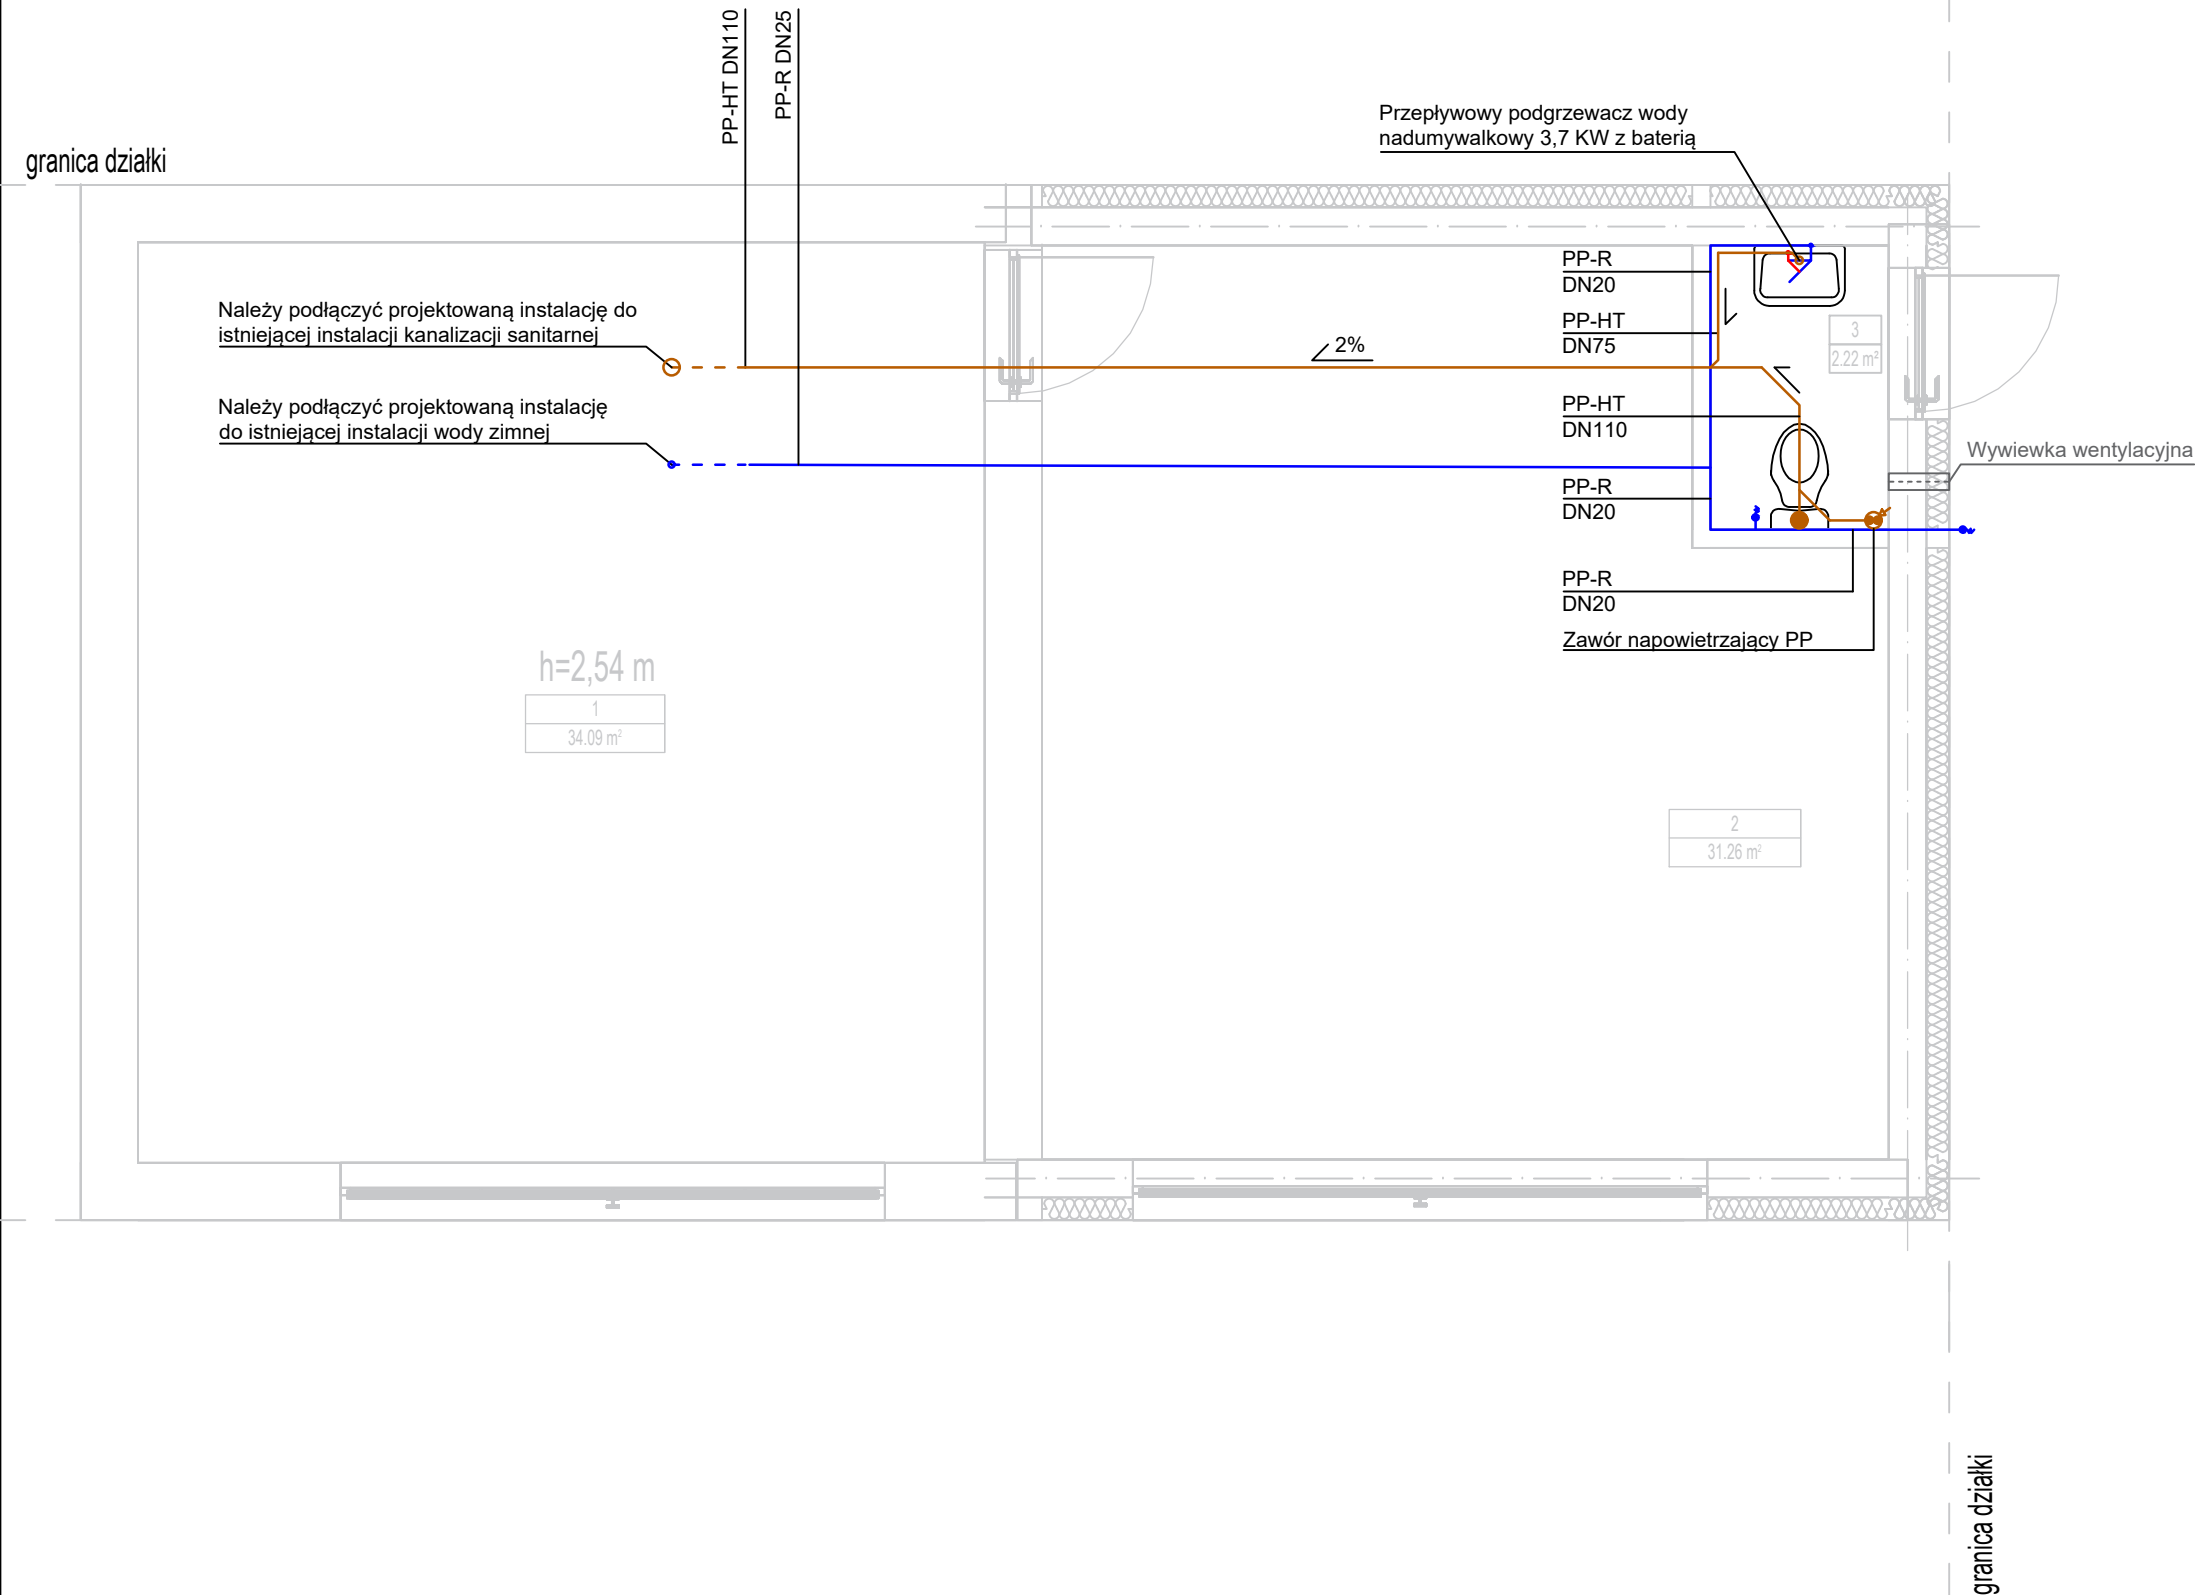 PP-HT DN110
PP-R DN25
Przepływowy podgrzewacz wody
nadumywalkowy 3,7 KW z baterią
granica działki
PP-R
DN20
Należy podłączyć projektowaną instalację do
istniejącej instalacji kanalizacji sanitarnej
PP-HT
DN75
2%
3
2.22 m²
Należy podłączyć projektowaną instalację
do istniejącej instalacji wody zimnej
PP-HT
DN110
Wywiewka wentylacyjna
PP-R
DN20
PP-R
DN20
Zawór napowietrzający PP
h=2,54 m
1
34.09 m²
2
31.26 m²
granica działki